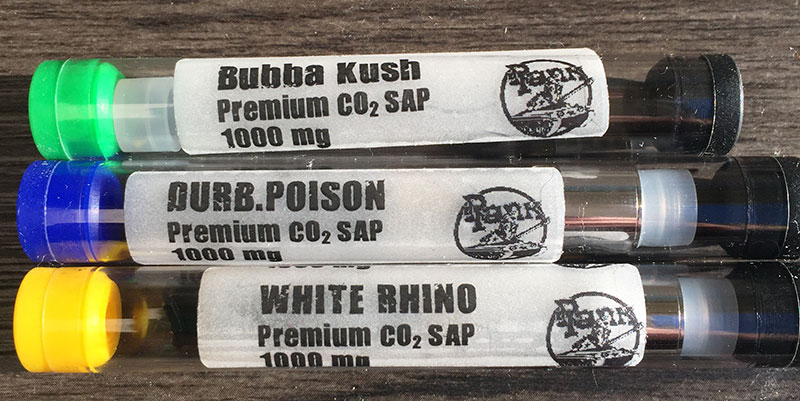 Bubba Kush
Premium CO₂ SAP
1000 mg
DURB.POISON
Premium CO₂ SAP
1000 mg
WHITE RHINO
Premium CO₂ SAP
1000 mg